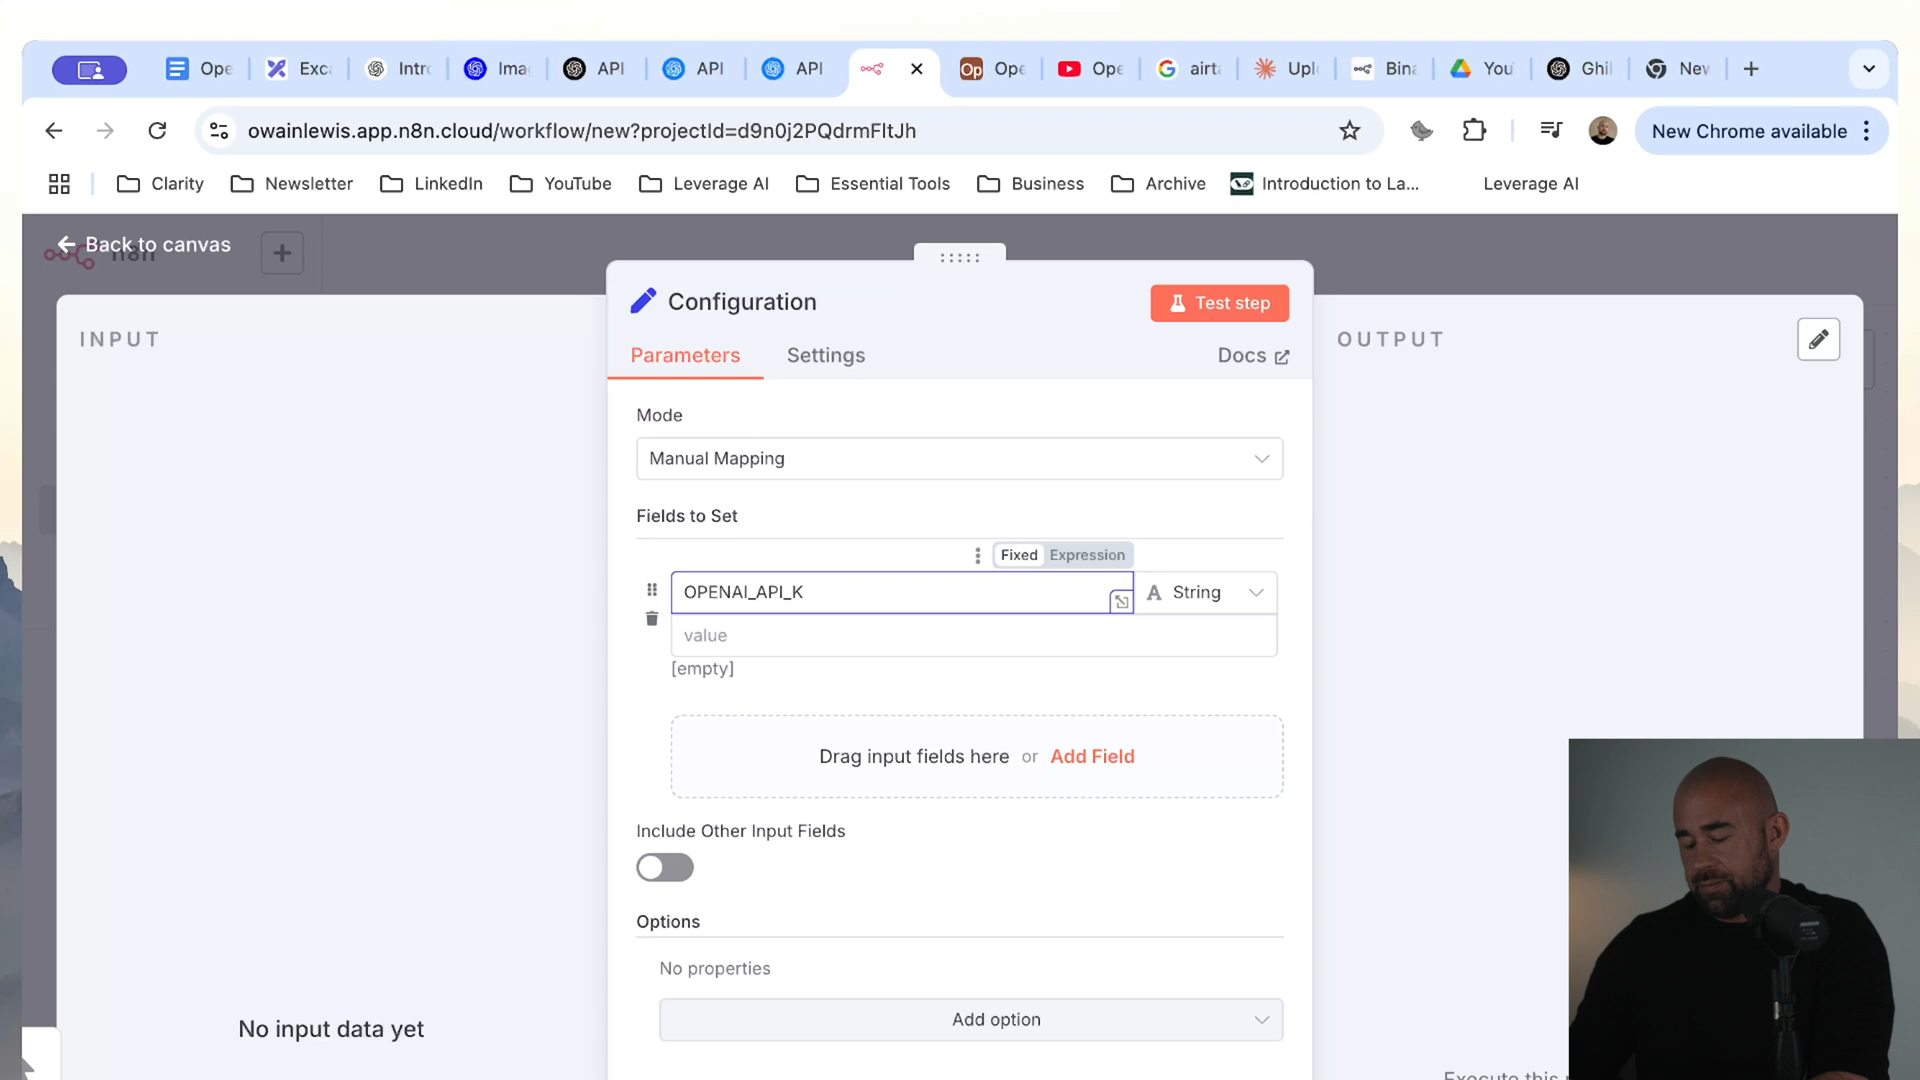 Ope
Exc
Intr
Ima
API
API
API
Ope
Ope
airt
Upl
Bin
You
Ghil
Nev
owainlewis.app.n8n.cloud/workflow/new?projectId=d9n0j2PQdrmFltJh
New Chrome available
Clarity
Newsletter
LinkedIn
YouTube
Leverage AI
Essential Tools
Business
Archive
Introduction to La...
Leverage AI
Back to canvas
n8n
INPUT
Configuration
Test step
OUTPUT
Parameters
Settings
Docs
Mode
Manual Mapping
Fields to Set
Fixed
Expression
OPENAI_API_K
String
value
[empty]
Drag input fields here or Add Field
Include Other Input Fields
Options
No properties
Add option
No input data yet
Execute this